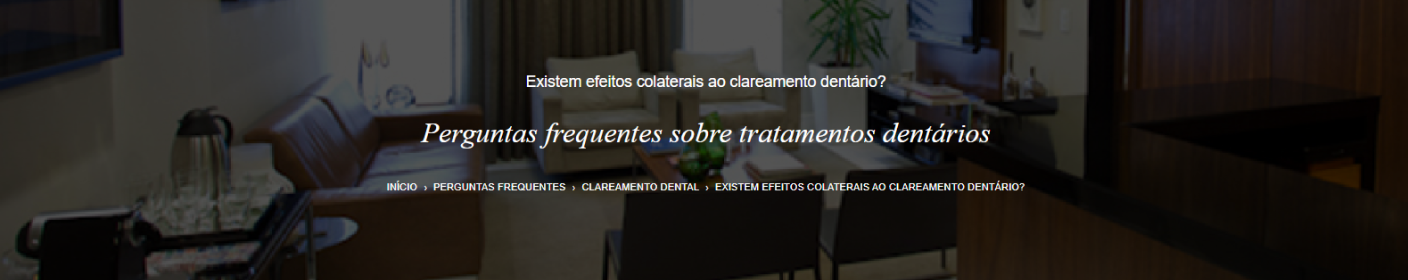 Existem efeitos colaterais ao clareamento dentário?
Perguntas frequentes sobre tratamentos dentários
INÍCIO › PERGUNTAS FREQUENTES › CLAREAMENTO DENTAL › EXISTEM EFEITOS COLATERAIS AO CLAREAMENTO DENTÁRIO?